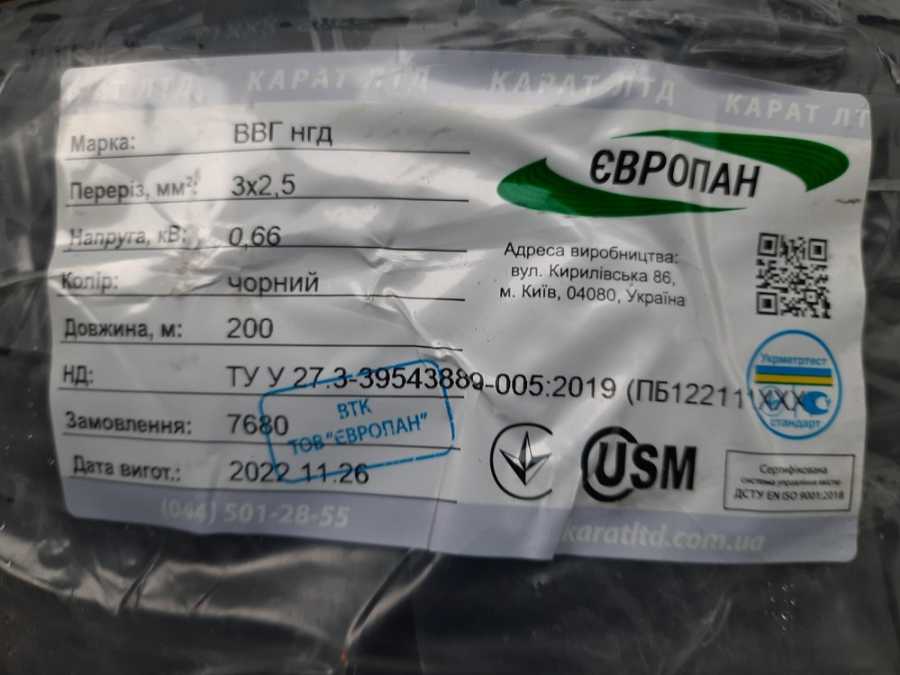 КАРАТ ЛТД КАРАТ ЛТД КАРАТ ЛТД КАРАТ ЛТ
Марка: ВВГ нгд
Переріз, мм²: 3х2,5
Напруга, кВ: 0,66
Колір: чорний
Довжина, м: 200
НД: ТУ У 27.3-39543889-005:2019 (ПБ122111XXX
Замовлення: 7680
Дата вигот.: 2022.11.26
ВТК
ТОВ "ЄВРОПАН"
ЄВРОПАН
Адреса виробництва:
вул. Кирилівська 86,
м. Київ, 04080, Україна
Укрметртест
стандарт
USM
Сертифікована
система управління якістю
ДСТУ EN ISO 9001:2018
(044) 501-28-55
karatltd.com.ua